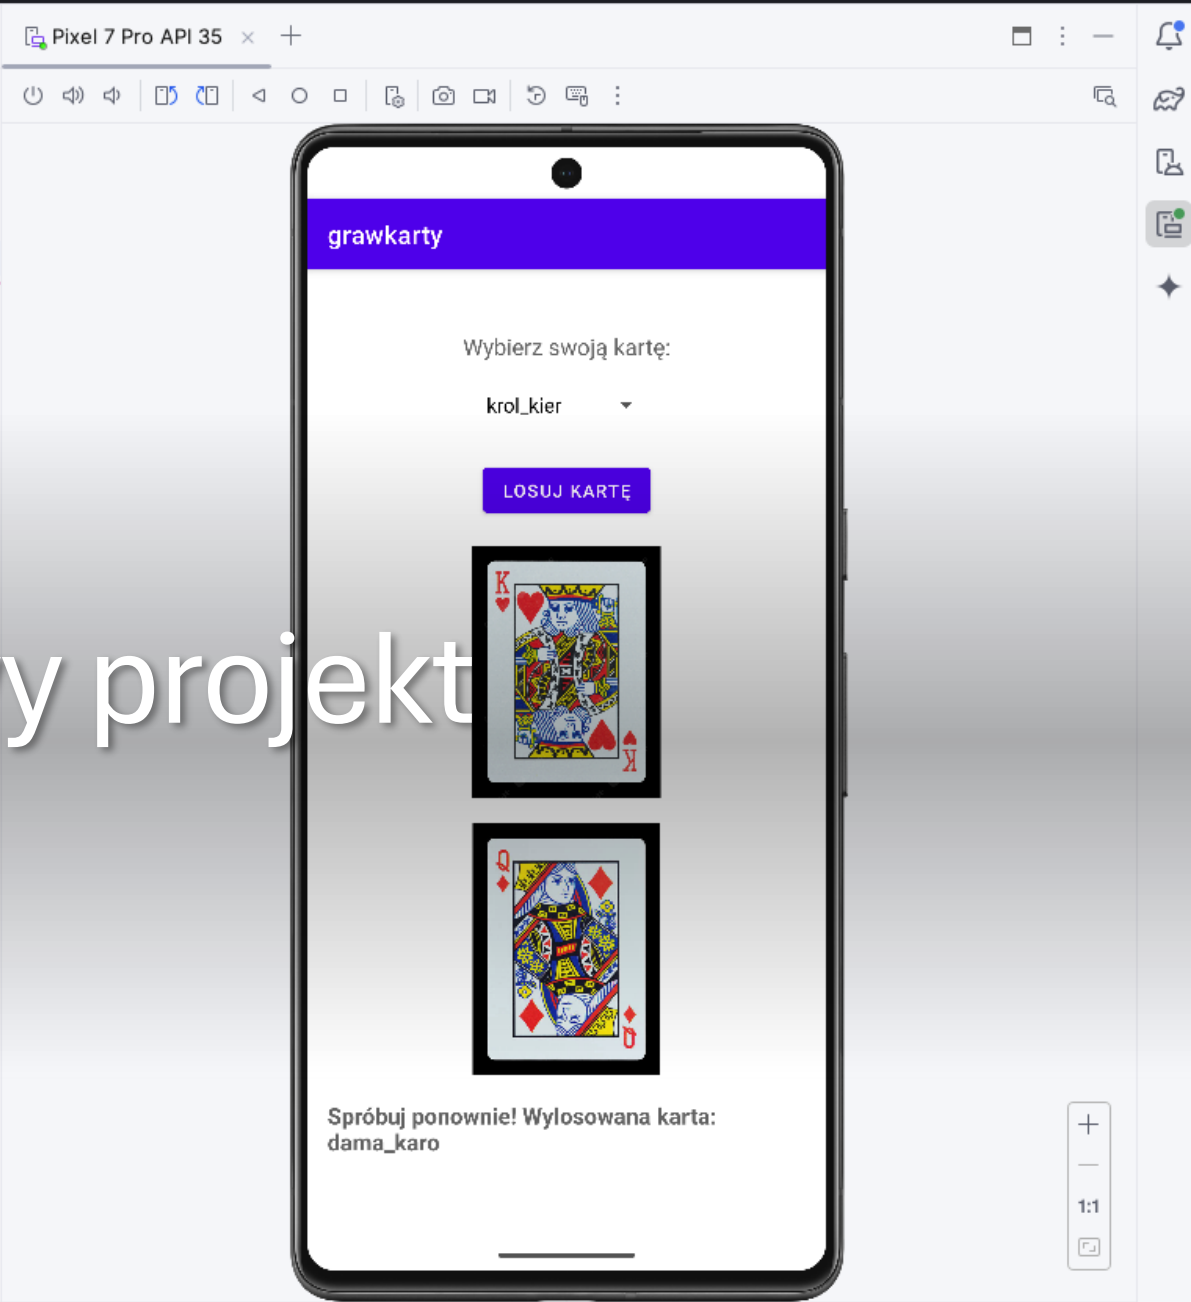 Pixel 7 Pro API 35
grawkarty
Wybierz swoją kartę:
krol_kier
LOSUJ KARTĘ
K
K
y projekt
Q
Q
Spróbuj ponownie! Wylosowana karta:
dama_karo
1:1